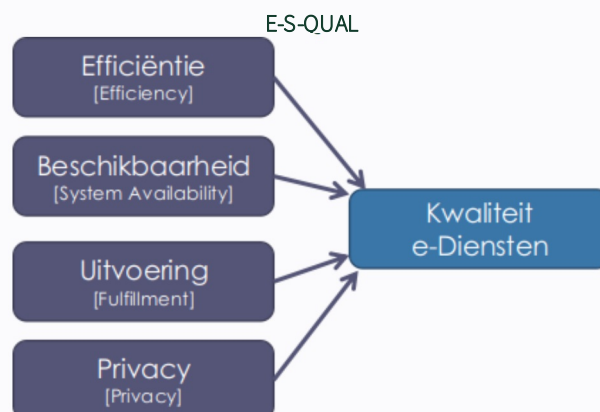 E-S-QUAL
Efficiëntie
[Efficiency]
Beschikbaarheid
[System Availability]
Kwaliteit
e-Diensten
Uitvoering
[Fulfillment]
Privacy
[Privacy]